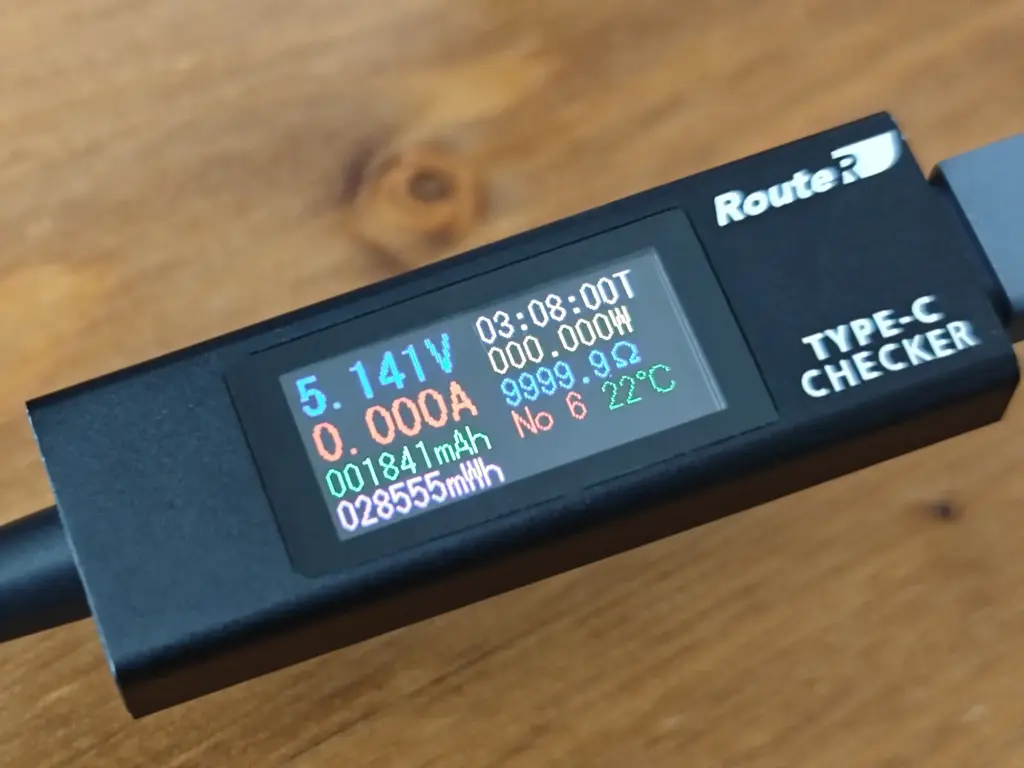 RouteR
TYPE-C
CHECKER
5.141V
0.000A
001841mAh
028555mWh
03:08:00T
000.000W
9999.9Ω
No 6 22℃